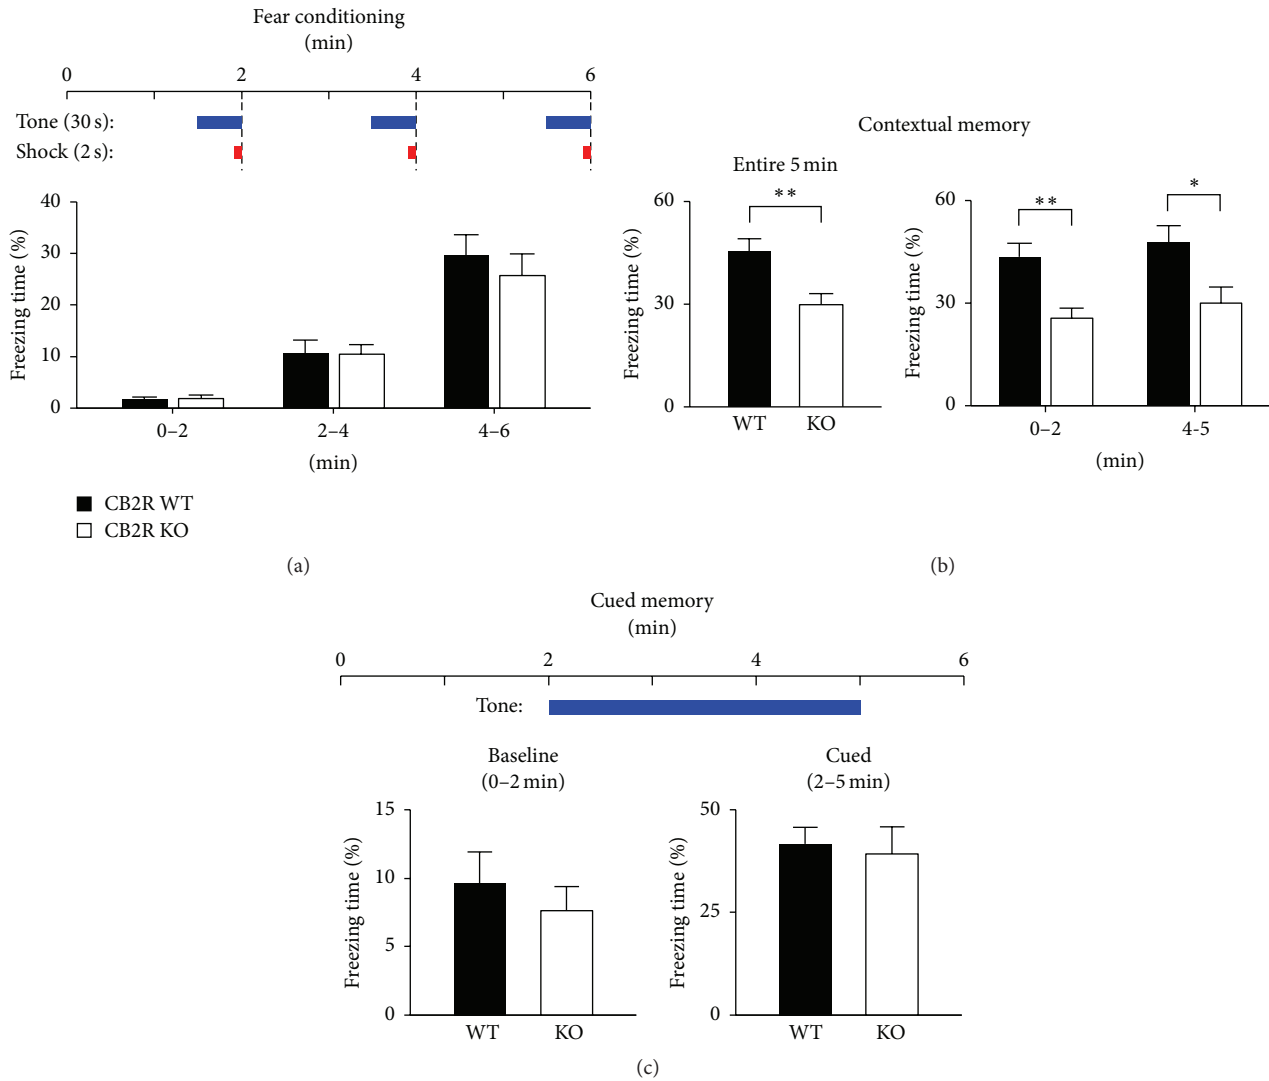 Fear conditioning
(min)
0 2 4 6
Tone (30 s):
Shock (2 s):
40
30
20
10
0
Freezing time (%)
0–2 2–4 4–6
(min)
CB2R WT
CB2R KO
(a)
Contextual memory
Entire 5 min
**
60
30
0
Freezing time (%)
WT KO
** *
60
30
0
Freezing time (%)
0–2 4-5
(min)
(b)
Cued memory
(min)
0 2 4 6
Tone:
Baseline
(0–2 min)
15
10
5
0
Freezing time (%)
WT KO
Cued
(2–5 min)
50
25
0
Freezing time (%)
WT KO
(c)